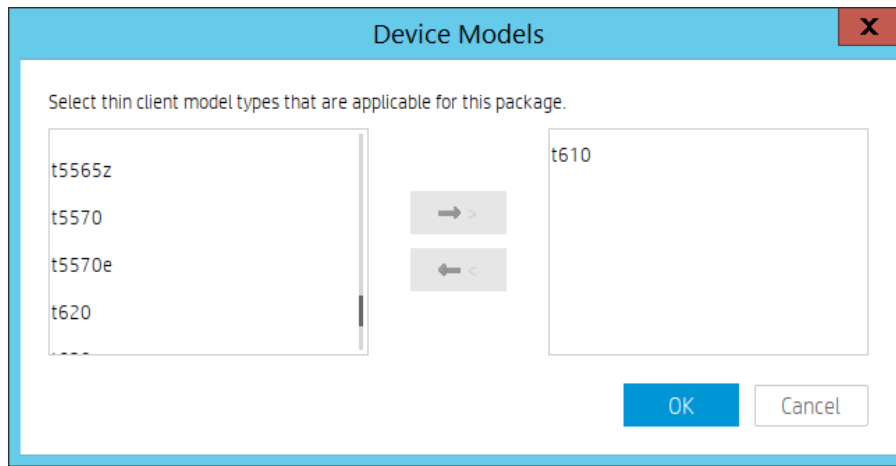 Device Models
X
Select thin client model types that are applicable for this package.
t5565z
t5570
t5570e
t620
t610
>
<
OK
Cancel